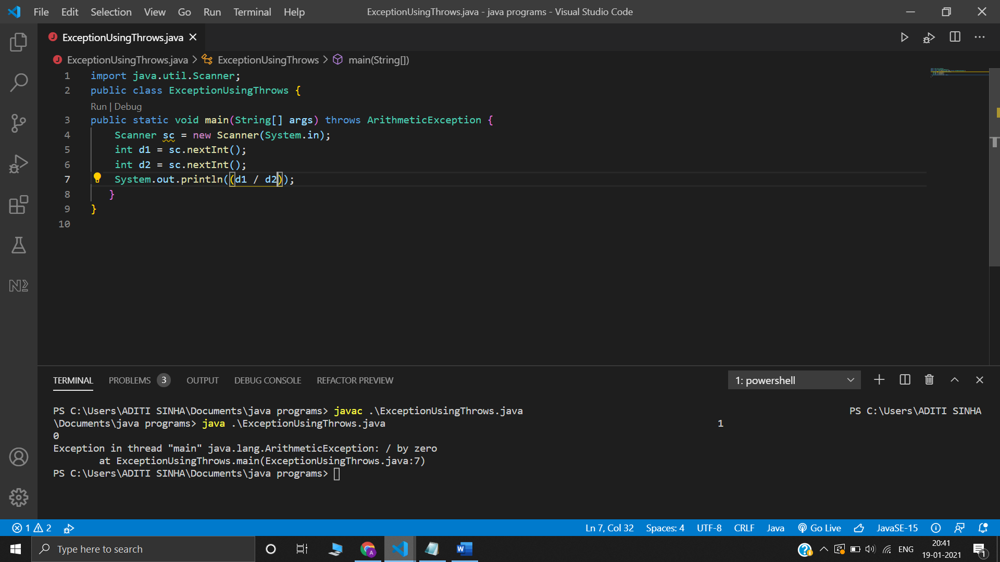 File Edit Selection View Go Run Terminal Help ExceptionUsingThrows.java - java programs - Visual Studio Code
J ExceptionUsingThrows.java
J ExceptionUsingThrows.java > ExceptionUsingThrows > main(String[])
1 import java.util.Scanner;
2 public class ExceptionUsingThrows {
Run | Debug
3 public static void main(String[] args) throws ArithmeticException {
4 Scanner sc = new Scanner(System.in);
5 int d1 = sc.nextInt();
6 int d2 = sc.nextInt();
7 System.out.println((d1 / d2));
8 }
9 }
10
TERMINAL PROBLEMS 3 OUTPUT DEBUG CONSOLE REFACTOR PREVIEW 1: powershell
PS C:\Users\ADITI SINHA\Documents\java programs> javac .\ExceptionUsingThrows.java PS C:\Users\ADITI SINHA
\Documents\java programs> java .\ExceptionUsingThrows.java 1
0
Exception in thread "main" java.lang.ArithmeticException: / by zero
at ExceptionUsingThrows.main(ExceptionUsingThrows.java:7)
PS C:\Users\ADITI SINHA\Documents\java programs>
1 2 Ln 7, Col 32 Spaces: 4 UTF-8 CRLF Java Go Live JavaSE-15
Type here to search A W ENG 20:41
19-01-2021 1